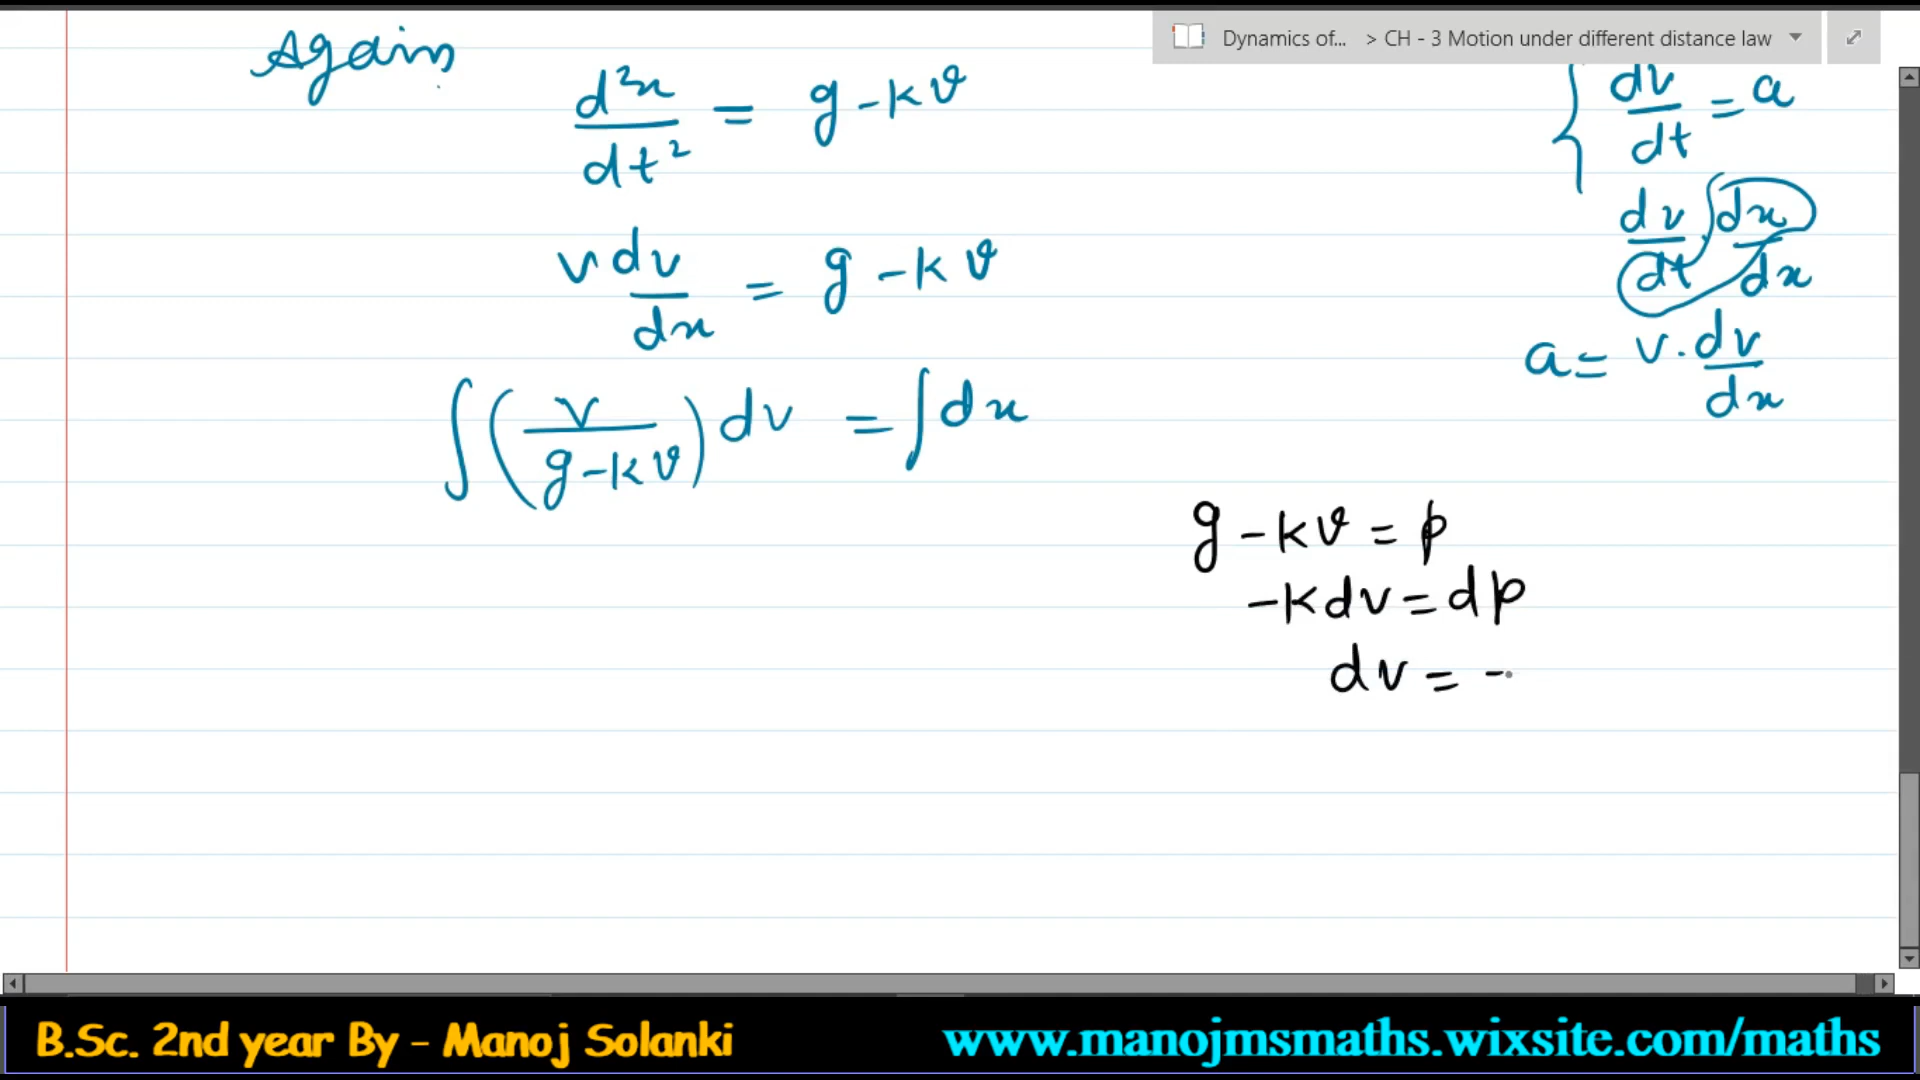 Dynamics of... > CH - 3 Motion under different distance law
Again
d²x/dt² = g - kv
v dv/dx = g - kv
∫(v/(g-kv)) dv = ∫dx
dv/dt = a
dv/dt . dx/dx
a = v. dv/dx
g - kv = p
-kdv = dp
dv = -
B.Sc. 2nd year By - Manoj Solanki
www.manojmsmaths.wixsite.com/maths